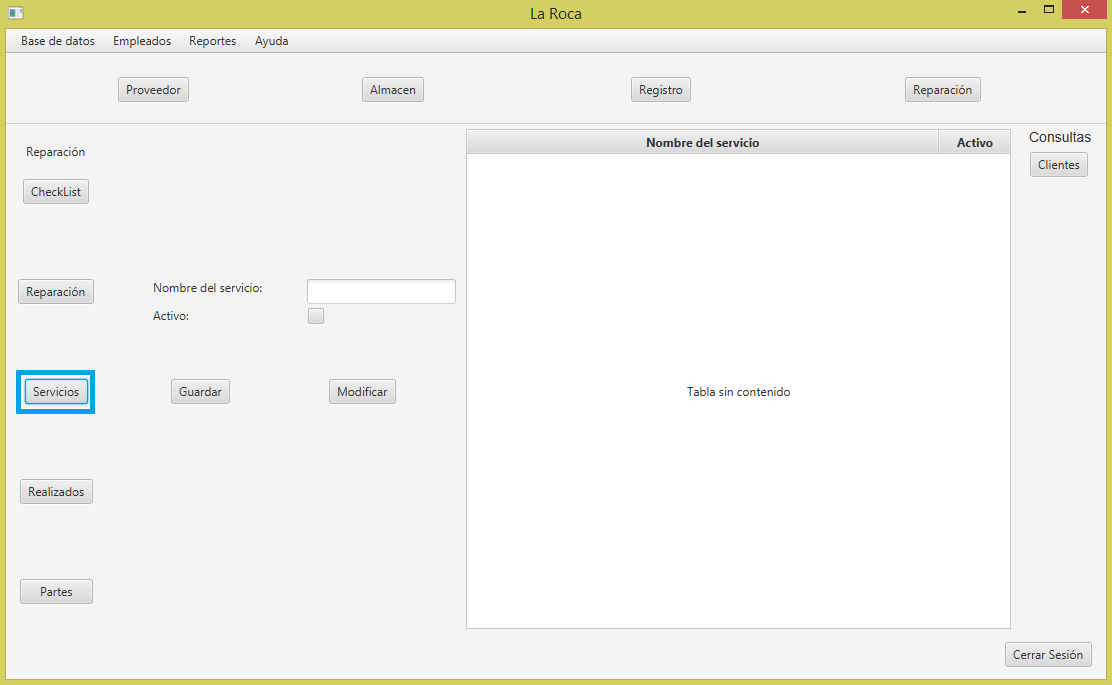 La Roca
Base de datos Empleados Reportes Ayuda
Proveedor Almacen Registro Reparación
Reparación
CheckList
Reparación
Servicios
Realizados
Partes
Nombre del servicio:
Activo:
Guardar Modificar
Nombre del servicio Activo
Tabla sin contenido
Consultas
Clientes
Cerrar Sesión